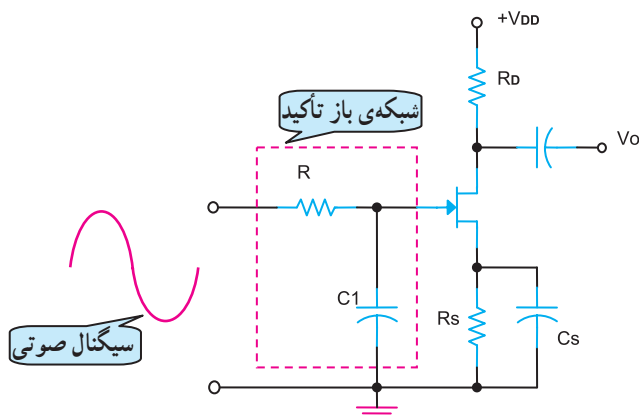 +VDD
RD
شبکه‌ی باز تأکید
Vo
R
C1
Rs
Cs
سیگنال صوتی